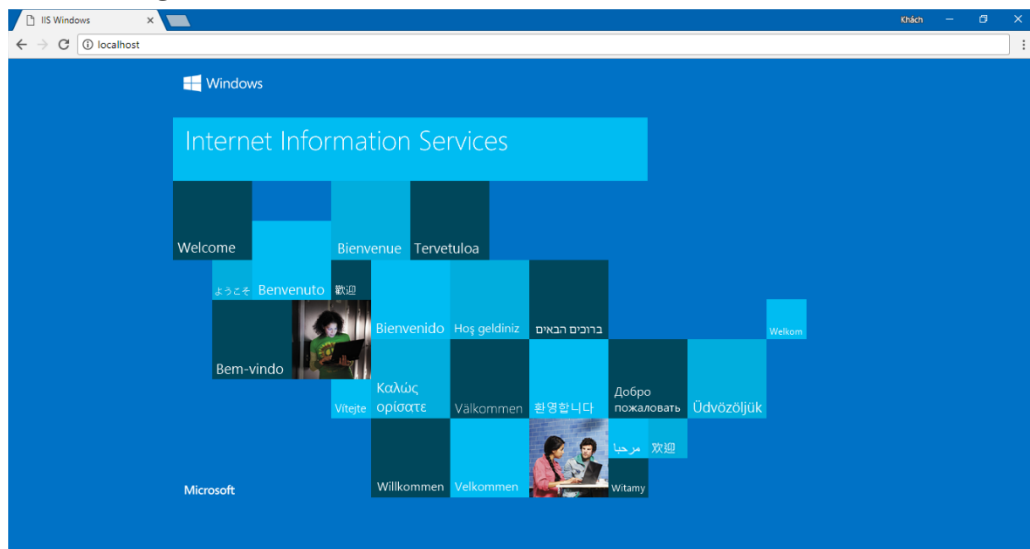 IIS Windows
Khách
localhost
Windows
Internet Information Services
Welcome
Bienvenue
Tervetuloa
ようこそ
Benvenuto
歡迎
Bienvenido
Hoş geldiniz
ברוכים הבאים
Welkom
Bem-vindo
Vítejte
Καλώς
ορίσατε
Välkommen
환영합니다
Добро
пожаловать
Üdvözöljük
مرحبا
欢迎
Microsoft
Willkommen
Velkommen
Witamy